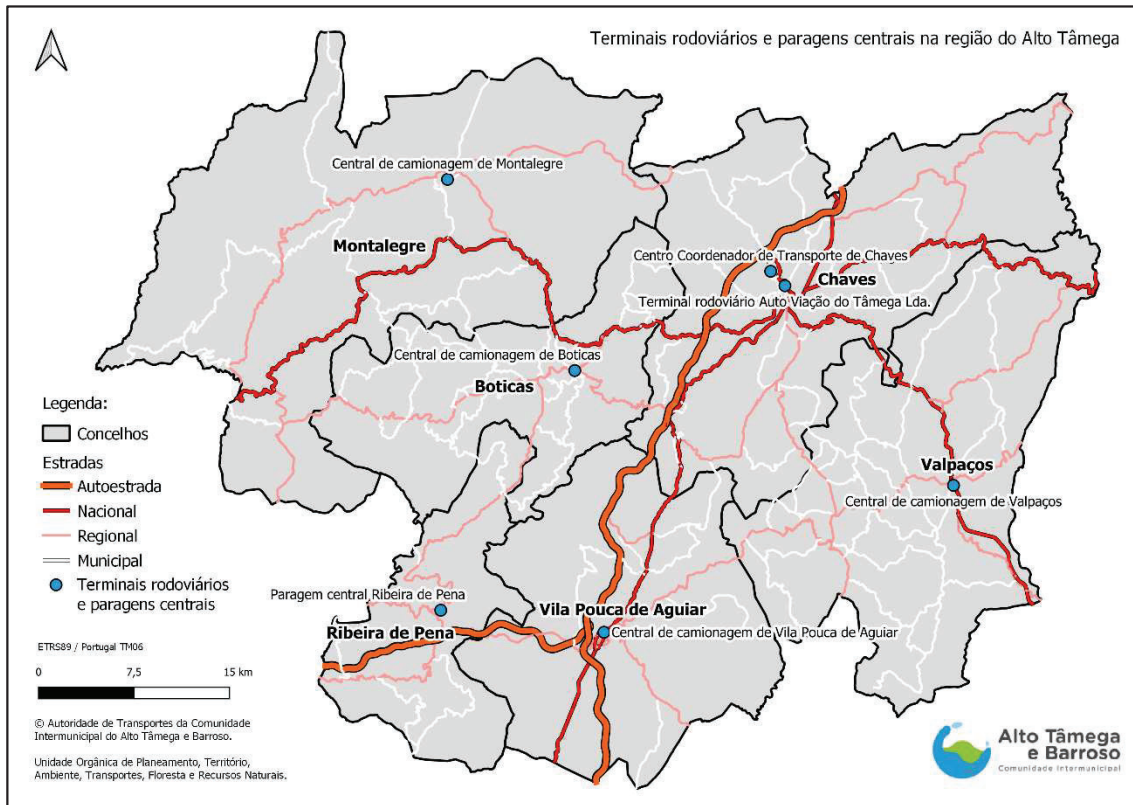 Terminais rodoviários e paragens centrais na região do Alto Tâmega
Central de camionagem de Montalegre
Montalegre
Centro Coordenador de Transporte de Chaves
Chaves
Terminal rodoviário Auto Viação do Tâmega Lda.
Central de camionagem de Boticas
Boticas
Valpaços
Central de camionagem de Valpaços
Paragem central Ribeira de Pena
Ribeira de Pena
Vila Pouca de Aguiar
Central de camionagem de Vila Pouca de Aguiar
Legenda:
Concelhos
Estradas
Autoestrada
Nacional
Regional
Municipal
Terminais rodoviários
e paragens centrais
ETRS89 / Portugal TM06
0 7,5 15 km
© Autoridade de Transportes da Comunidade
Intermunicipal do Alto Tâmega e Barroso.
Unidade Orgânica de Planeamento, Território,
Ambiente, Transportes, Floresta e Recursos Naturais.
Alto Tâmega
e Barroso
Comunidade Intermunicipal